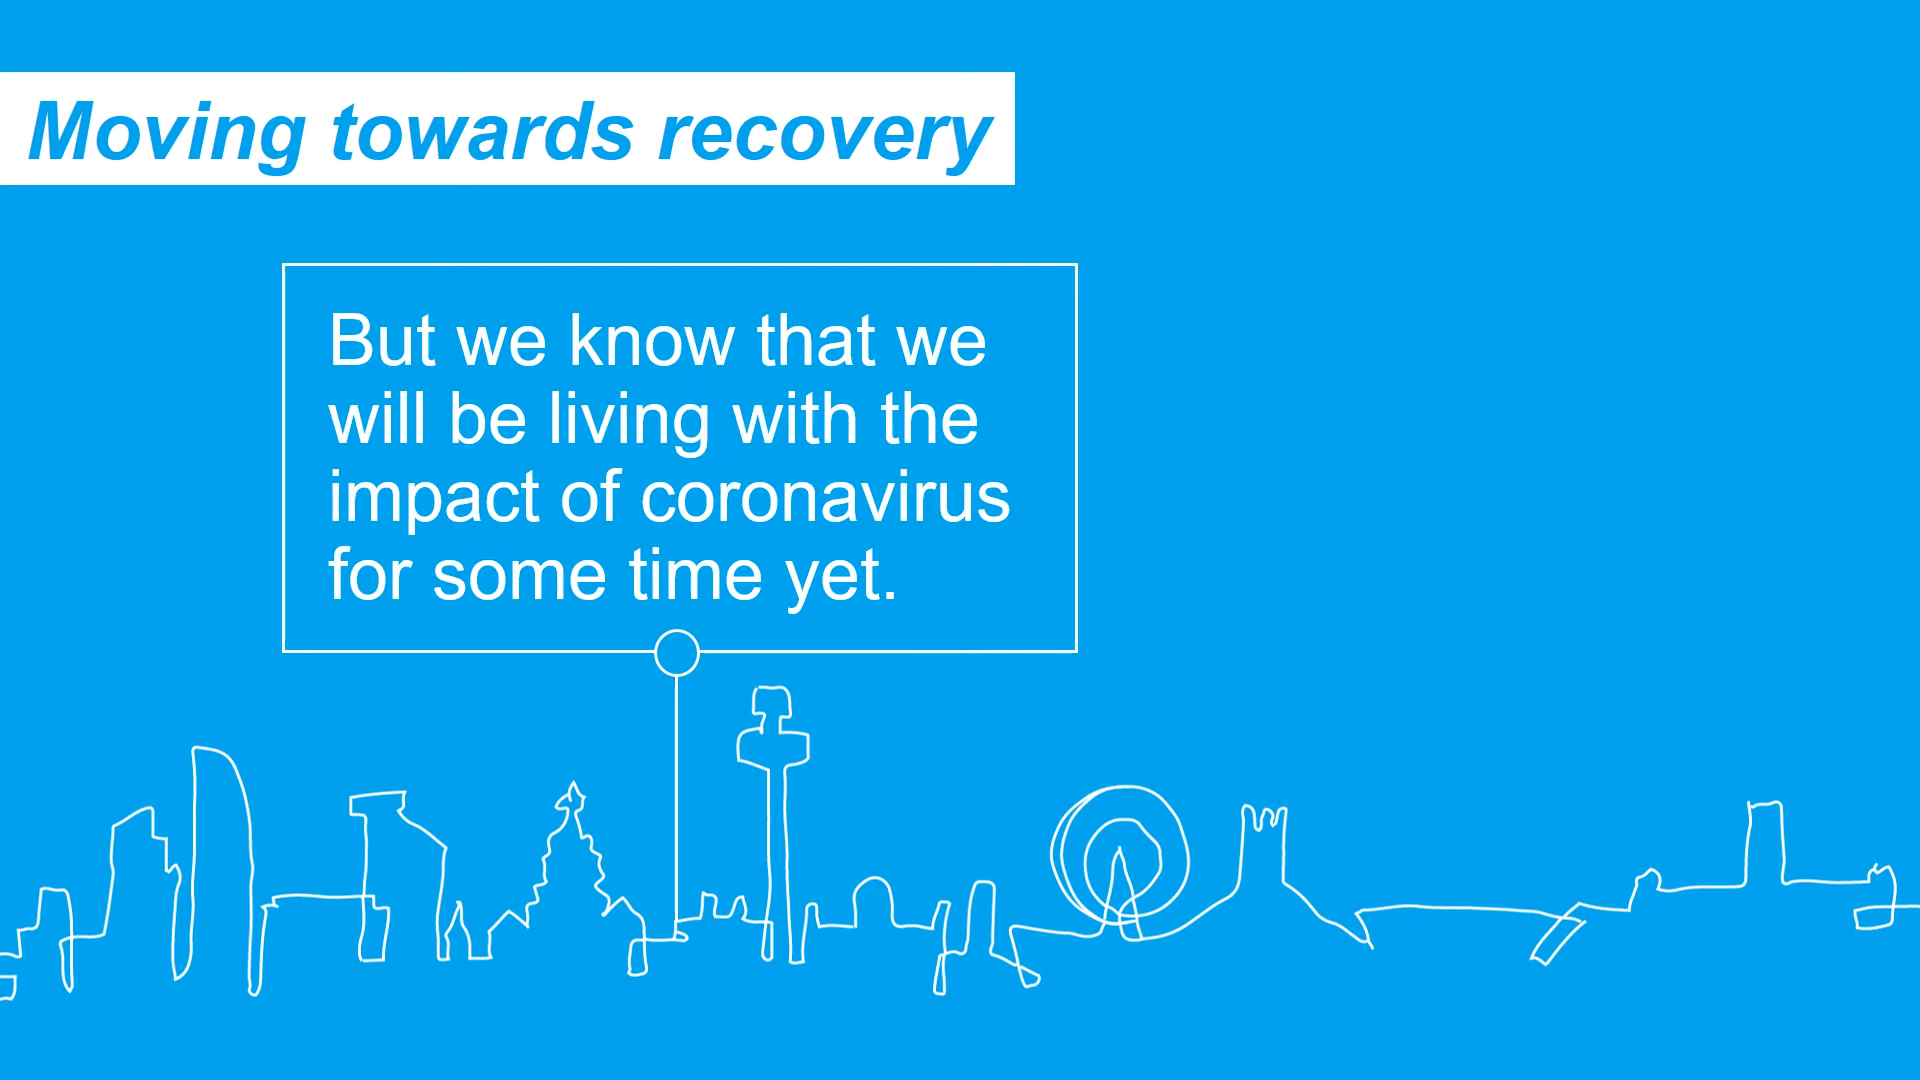 Moving towards recovery
But we know that we
will be living with the
impact of coronavirus
for some time yet.